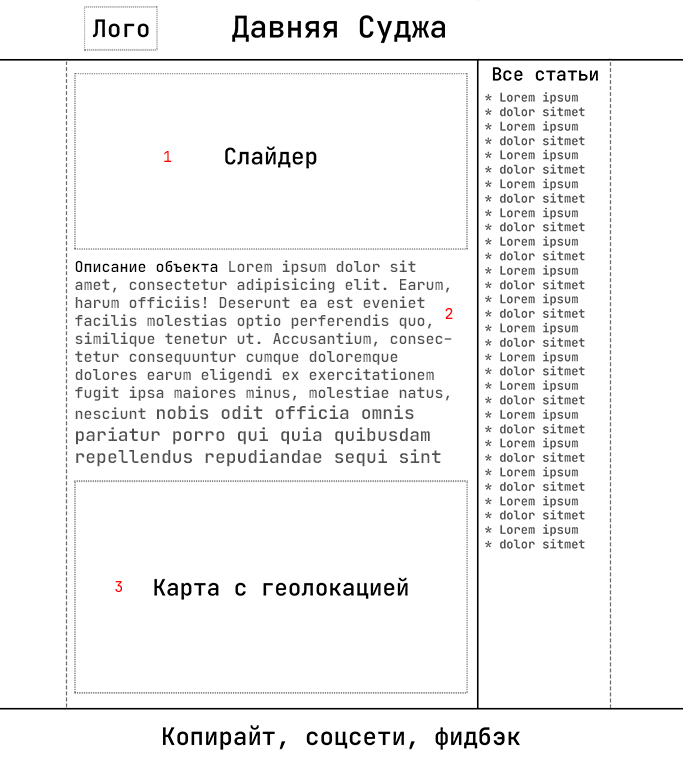 Лого
Давняя Суджа
1
Слайдер
Описание объекта Lorem ipsum dolor sit
amet, consectetur adipisicing elit. Earum,
harum officiis! Deserunt ea est eveniet
facilis molestias optio perferendis quo,
2
similique tenetur ut. Accusantium, consec-
tetur consequuntur cumque doloremque
dolores earum eligendi ex exercitationem
fugit ipsa maiores minus, molestiae natus,
nesciunt nobis odit officia omnis
pariatur porro qui quia quibusdam
repellendus repudiandae sequi sint
3
Карта с геолокацией
Все статьи
* Lorem ipsum
* dolor sitmet
* Lorem ipsum
* dolor sitmet
* Lorem ipsum
* dolor sitmet
* Lorem ipsum
* dolor sitmet
* Lorem ipsum
* dolor sitmet
* Lorem ipsum
* dolor sitmet
* Lorem ipsum
* dolor sitmet
* Lorem ipsum
* dolor sitmet
* Lorem ipsum
* dolor sitmet
* Lorem ipsum
* dolor sitmet
* Lorem ipsum
* dolor sitmet
* Lorem ipsum
* dolor sitmet
* Lorem ipsum
* dolor sitmet
* Lorem ipsum
* dolor sitmet
* Lorem ipsum
* dolor sitmet
* Lorem ipsum
* dolor sitmet
Копирайт, соцсети, фидбэк